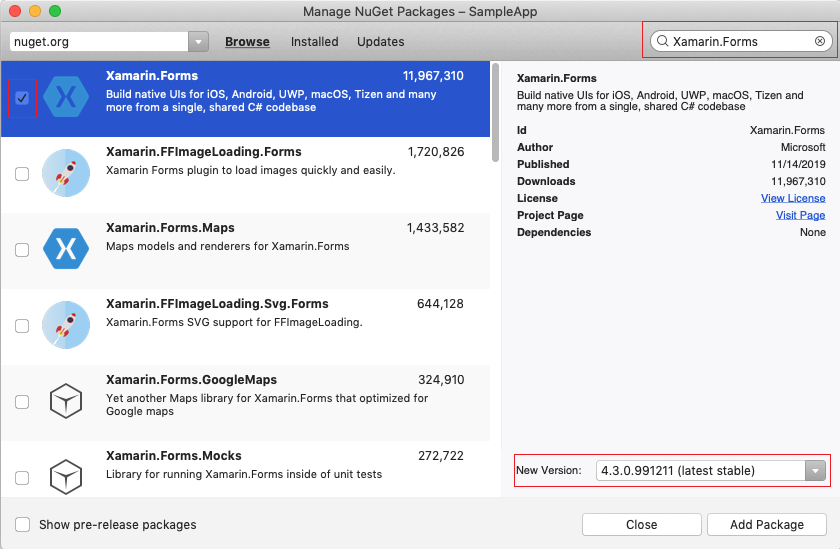 Manage NuGet Packages – SampleApp
nuget.org
Browse
Installed
Updates
Xamarin.Forms
Xamarin.Forms 11,967,310
Build native UIs for iOS, Android, UWP, macOS, Tizen and many
more from a single, shared C# codebase
Xamarin.FFImageLoading.Forms 1,720,826
Xamarin Forms plugin to load images quickly and easily.
Xamarin.Forms.Maps 1,433,582
Maps models and renderers for Xamarin.Forms
Xamarin.FFImageLoading.Svg.Forms 644,128
Xamarin.Forms SVG support for FFImageLoading.
Xamarin.Forms.GoogleMaps 324,910
Yet another Maps library for Xamarin.Forms that optimized for
Google maps
Xamarin.Forms.Mocks 272,722
Library for running Xamarin.Forms inside of unit tests
Xamarin.Forms
Build native UIs for iOS, Android, UWP, macOS, Tizen and
many more from a single, shared C# codebase
Id Xamarin.Forms
Author Microsoft
Published 11/14/2019
Downloads 11,967,310
License View License
Project Page Visit Page
Dependencies None
New Version: 4.3.0.991211 (latest stable)
Show pre-release packages
Close
Add Package